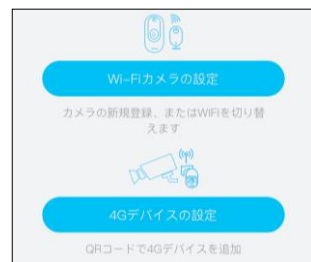 Wi-Fiカメラの設定
カメラの新規登録、またはWIFIを切り替
えます
4Gデバイスの設定
QRコードで4Gデバイスを追加